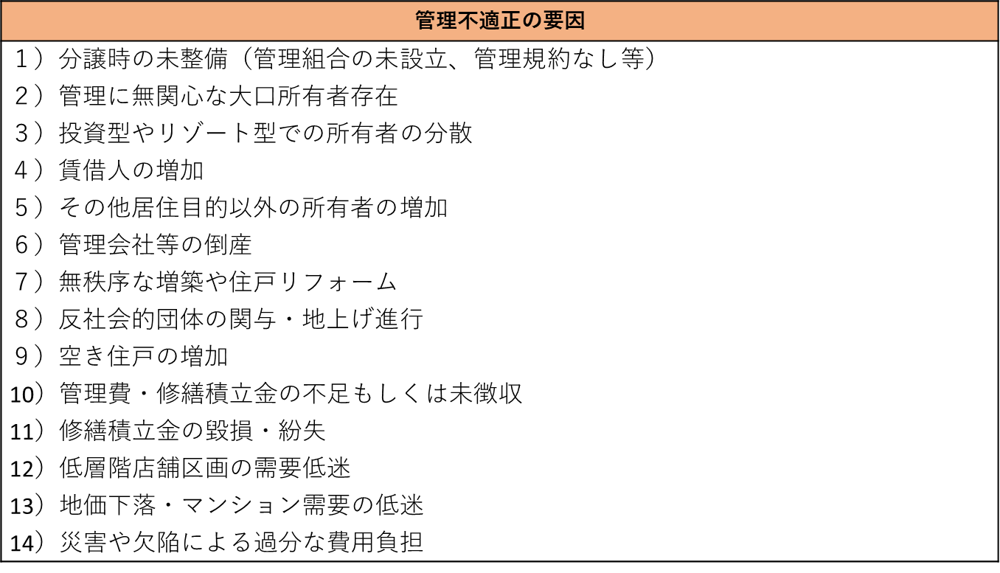 管理不適正の要因
１）分譲時の未整備（管理組合の未設立、管理規約なし等）
２）管理に無関心な大口所有者存在
３）投資型やリゾート型での所有者の分散
４）賃借人の増加
５）その他居住目的以外の所有者の増加
６）管理会社等の倒産
７）無秩序な増築や住戸リフォーム
８）反社会的団体の関与・地上げ進行
９）空き住戸の増加
10）管理費・修繕積立金の不足もしくは未徴収
11）修繕積立金の毀損・紛失
12）低層階店舗区画の需要低迷
13）地価下落・マンション需要の低迷
14）災害や欠陥による過分な費用負担